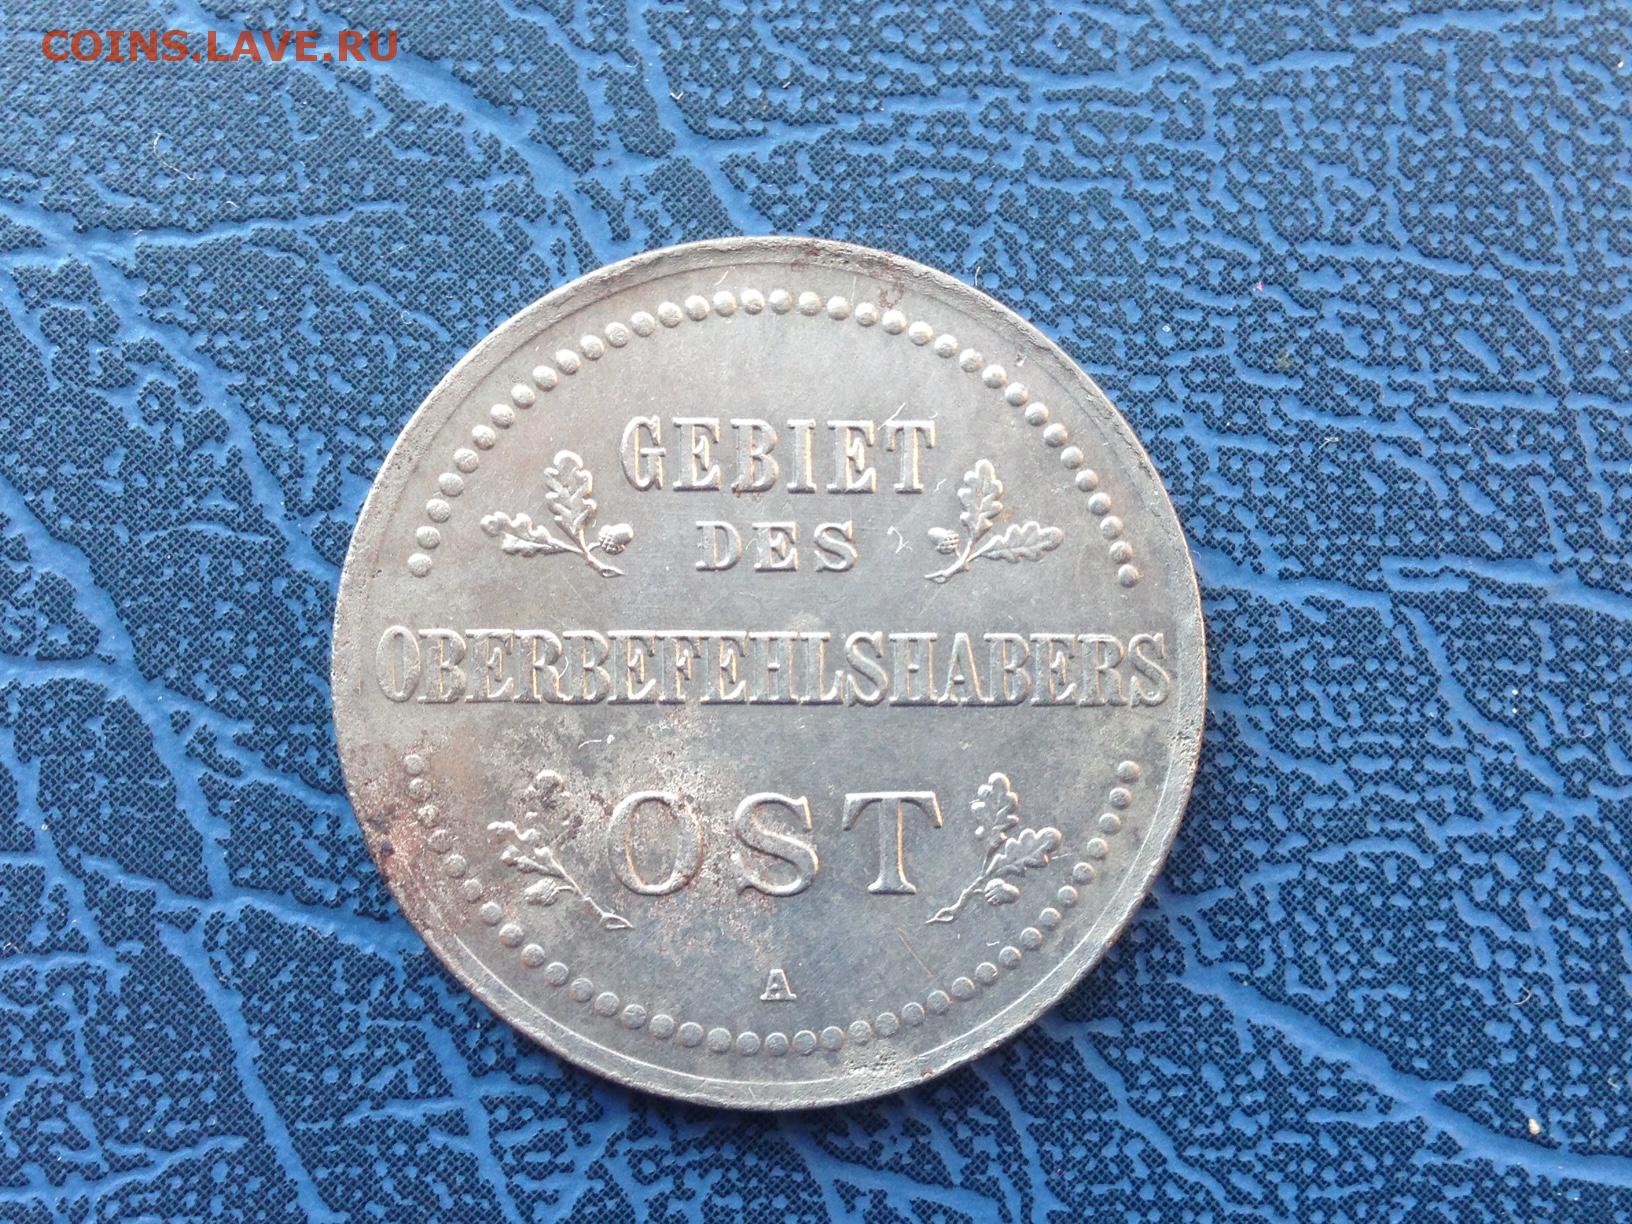 COINS.LAVE.RU
GEBIET
DES
OBERBEFEHLSHABERS
OST
A